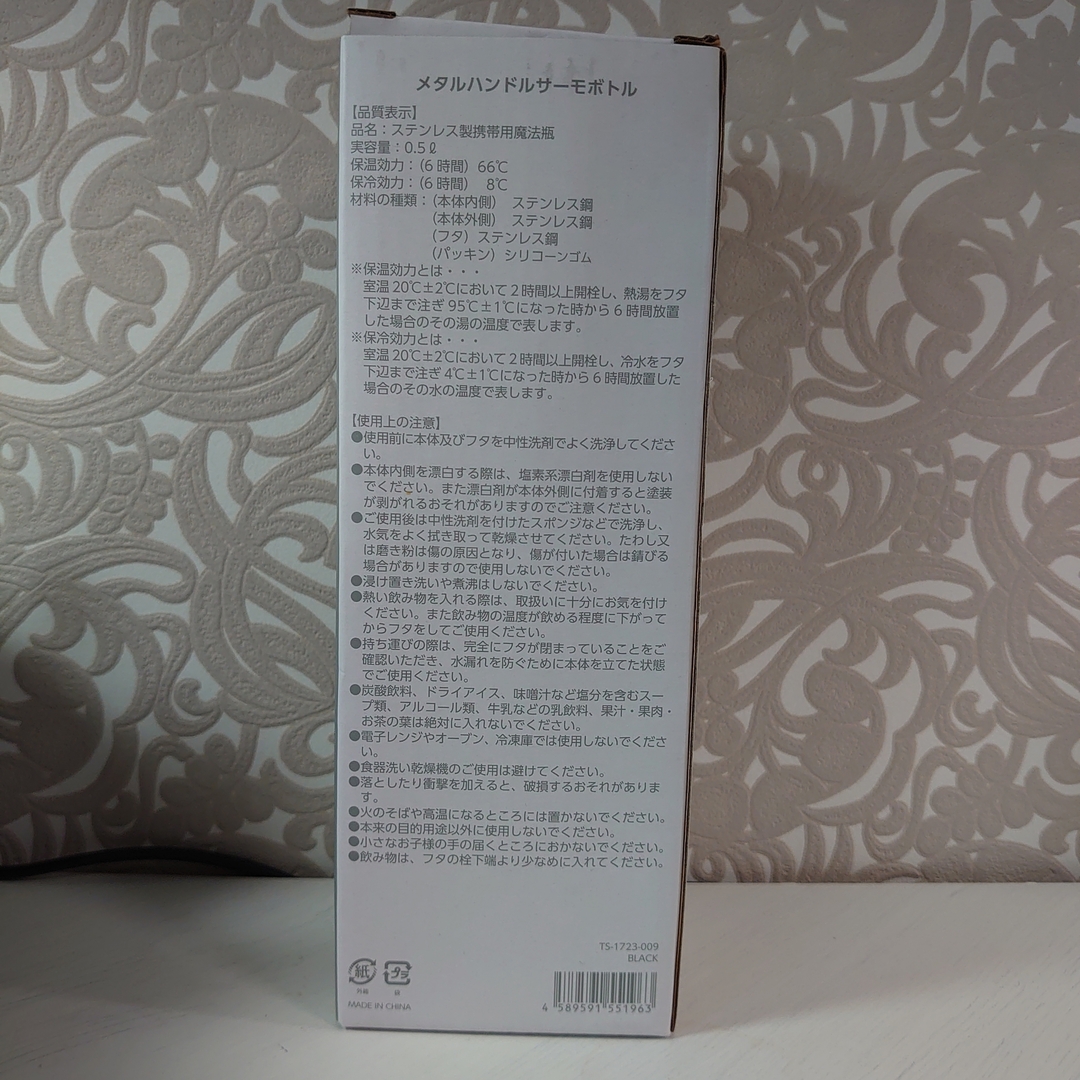 メタルハンドルサーモボトル
【品質表示】
品名：ステンレス製携帯用魔法瓶
実容量：0.5ℓ
保温効力：（6 時間）66℃
保冷効力：（6 時間） 8℃
材料の種類：（本体内側） ステンレス鋼
（本体外側） ステンレス鋼
（フタ）ステンレス鋼
（パッキン）シリコーンゴム
※保温効力とは・・・
室温 20℃±2℃において 2 時間以上開栓し、熱湯をフタ
下辺まで注ぎ 95℃±1℃になった時から 6 時間放置
した場合のその湯の温度で表します。
※保冷効力とは・・・
室温 20℃±2℃において 2 時間以上開栓し、冷水をフタ
下辺まで注ぎ 4℃±1℃になった時から 6 時間放置した
場合のその水の温度で表します。
【使用上の注意】
●使用前に本体及びフタを中性洗剤でよく洗浄してくださ
い。
●本体内側を漂白する際は、塩素系漂白剤を使用しない
でください。また漂白剤が本体外側に付着すると塗装
が剥がれるおそれがありますのでご注意ください。
●ご使用後は中性洗剤を付けたスポンジなどで洗浄し、
水気をよく拭き取って乾燥させてください。たわし又
は磨き粉は傷の原因となり、傷が付いた場合は錆びる
場合がありますので使用しないでください。
●浸け置き洗いや煮沸はしないでください。
●熱い飲み物を入れる際は、取扱いに十分にお気を付け
ください。また飲み物の温度が飲める程度に下がって
からフタをしてご使用ください。
●持ち運びの際は、完全にフタが閉まっていることをご
確認いただき、水漏れを防ぐために本体を立てた状態
でご使用ください。
●炭酸飲料、ドライアイス、味噌汁など塩分を含むスー
プ類、アルコール類、牛乳などの乳飲料、果汁・果肉・
お茶の葉は絶対に入れないでください。
●電子レンジやオーブン、冷凍庫では使用しないでくださ
い。
●食器洗い乾燥機のご使用は避けてください。
●落としたり衝撃を加えると、破損するおそれがありま
す。
●火のそばや高温になるところには置かないでください。
●本来の目的用途以外に使用しないでください。
●小さなお子様の手の届くところにおかないでください。
●飲み物は、フタの栓下端より少なめに入れてください。
TS-1723-009
BLACK
紙 プラ
外箱 袋
MADE IN CHINA
4 589591 551963